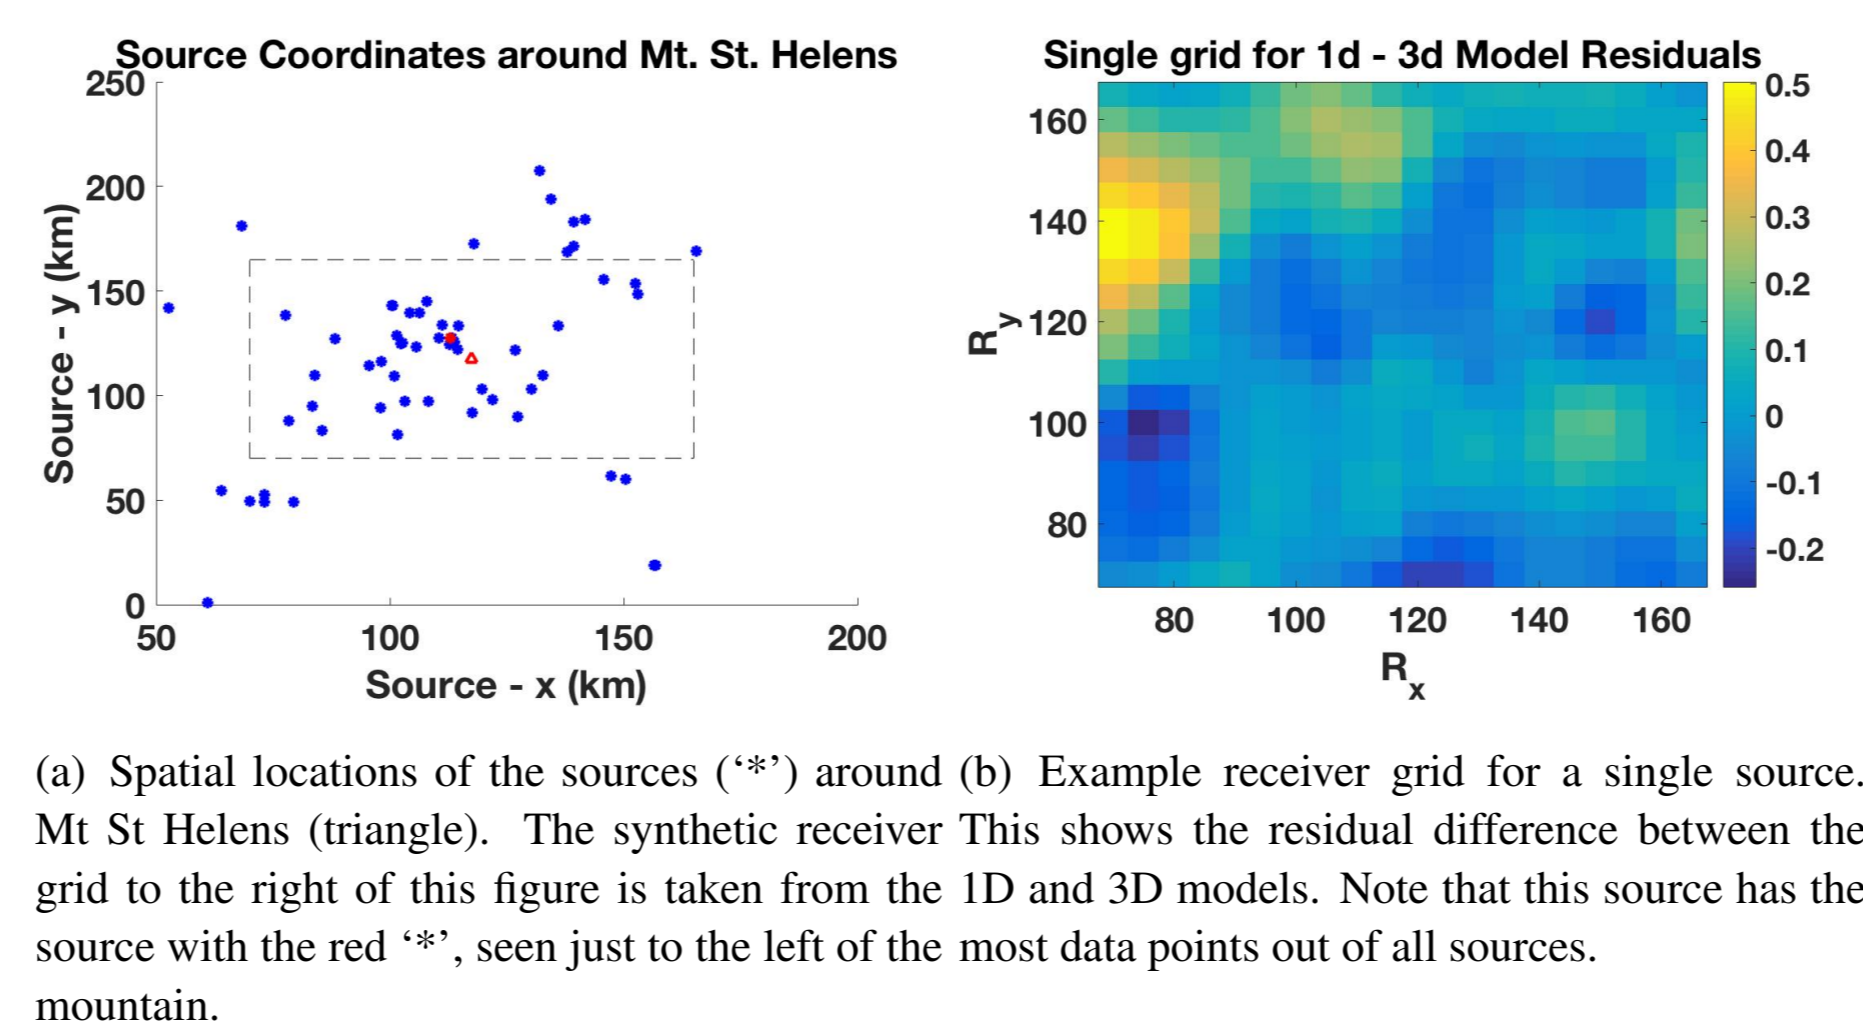 Source Coordinates around Mt. St. Helens
250
200
150
100
50
0
50
100
150
200
Source - y (km)
Source - x (km)
Single grid for 1d - 3d Model Residuals
160
140
120
100
80
80
100
120
140
160
R_y
R_x
0.5
0.4
0.3
0.2
0.1
0
-0.1
-0.2
(a) Spatial locations of the sources (‘*’) around
Mt St Helens (triangle). The synthetic receiver
grid to the right of this figure is taken from the
source with the red ‘*’, seen just to the left of the
mountain.
(b) Example receiver grid for a single source.
This shows the residual difference between the
1D and 3D models. Note that this source has the
most data points out of all sources.